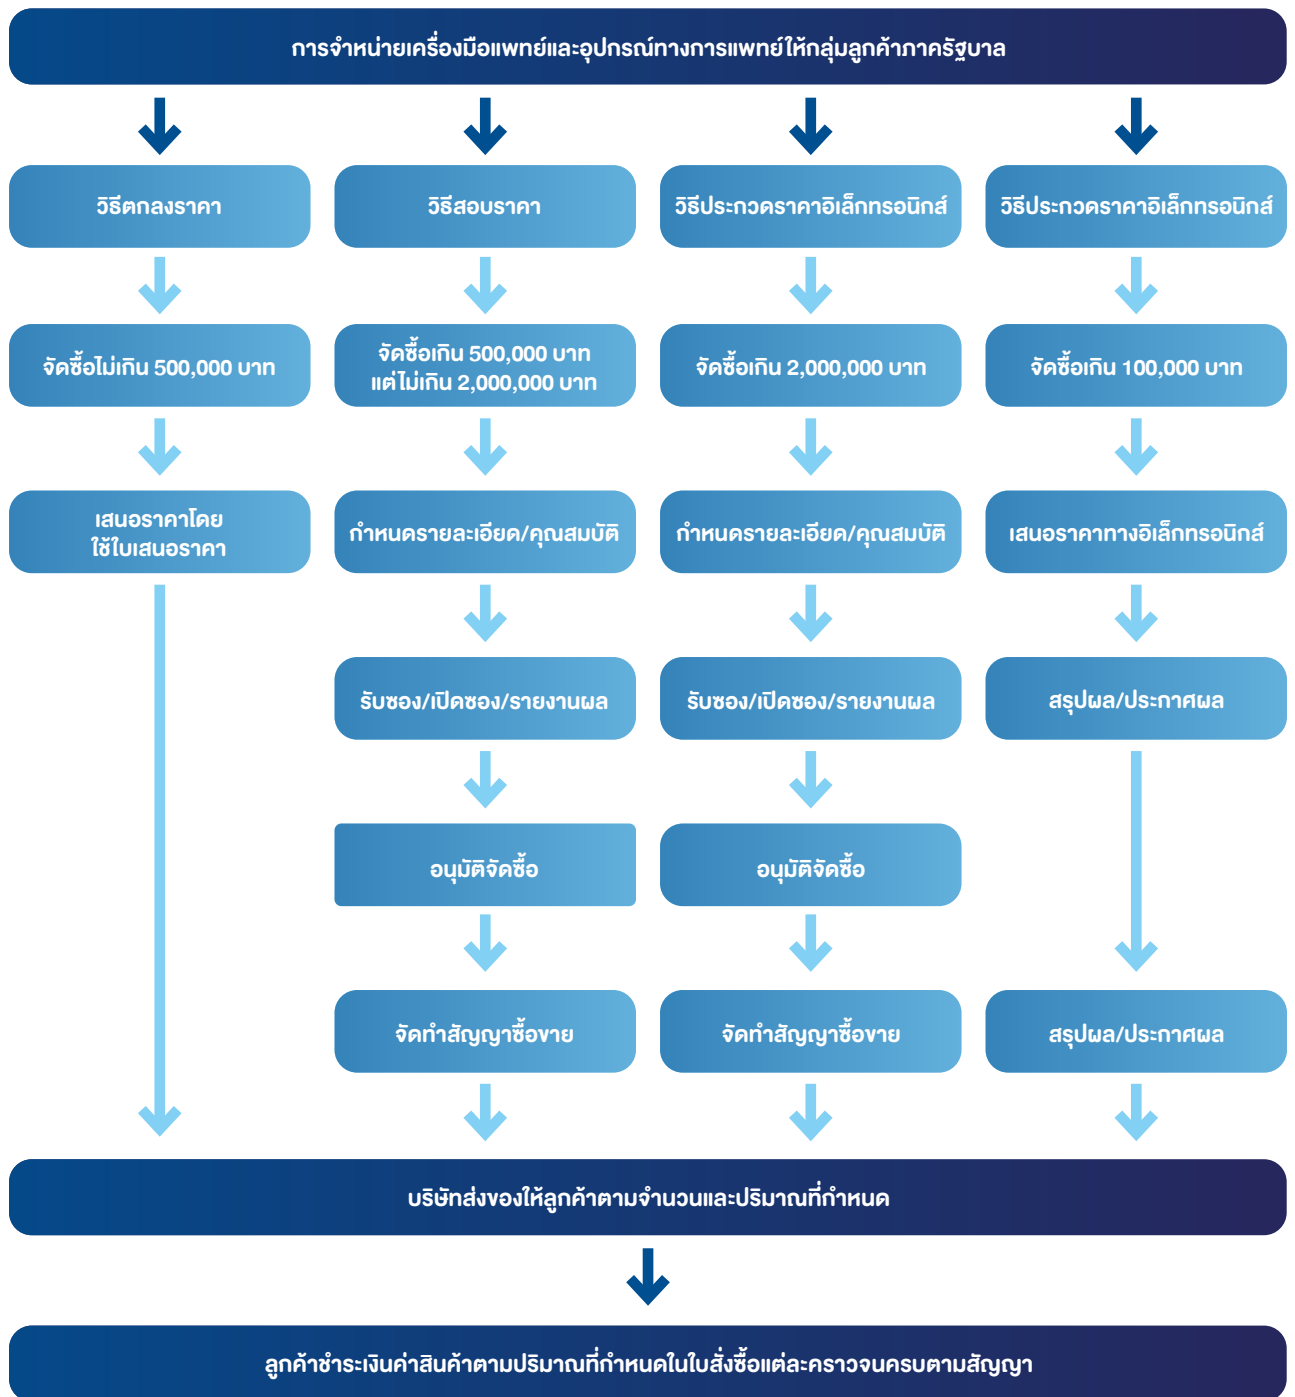 การจำหน่ายเครื่องมือแพทย์และอุปกรณ์ทางการแพทย์ให้กลุ่มลูกค้าภาครัฐบาล
วิธีตกลงราคา
วิธีสอบราคา
วิธีประกวดราคาอิเล็กทรอนิกส์
วิธีประกวดราคาอิเล็กทรอนิกส์
จัดซื้อไม่เกิน 500,000 บาท
จัดซื้อเกิน 500,000 บาท
แต่ไม่เกิน 2,000,000 บาท
จัดซื้อเกิน 2,000,000 บาท
จัดซื้อเกิน 100,000 บาท
เสนอราคาโดย
ใช้ใบเสนอราคา
กำหนดรายละเอียด/คุณสมบัติ
กำหนดรายละเอียด/คุณสมบัติ
เสนอราคาทางอิเล็กทรอนิกส์
รับซอง/เปิดซอง/รายงานผล
รับซอง/เปิดซอง/รายงานผล
สรุปผล/ประกาศผล
อนุมัติจัดซื้อ
อนุมัติจัดซื้อ
จัดทำสัญญาซื้อขาย
จัดทำสัญญาซื้อขาย
สรุปผล/ประกาศผล
บริษัทส่งของให้ลูกค้าตามจำนวนและปริมาณที่กำหนด
ลูกค้าชำระเงินค่าสินค้าตามปริมาณที่กำหนดในใบสั่งซื้อแต่ละคราวจนครบตามสัญญา